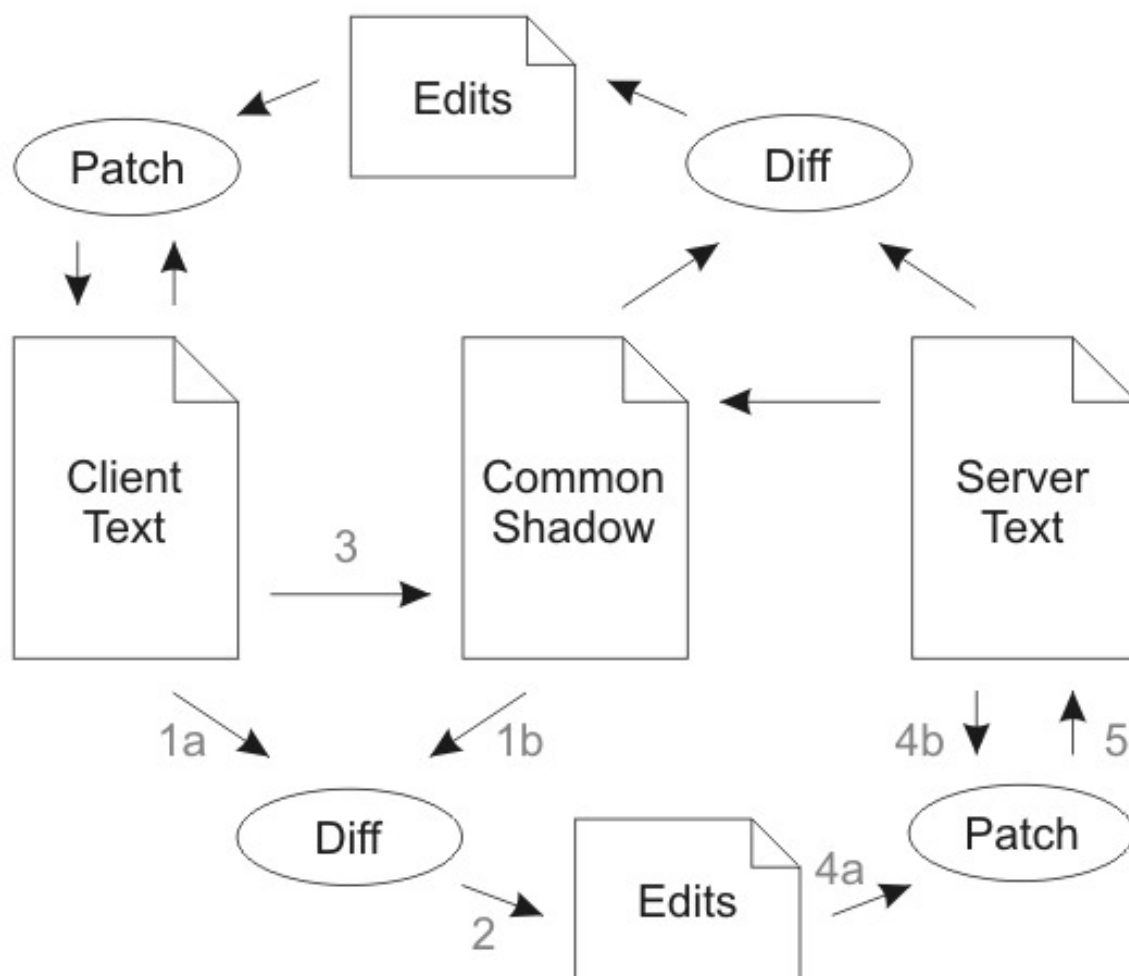 Edits
Patch
Diff
Client
Text
Common
Shadow
Server
Text
3
1a
1b
4b
5
Diff
Patch
4a
Edits
2